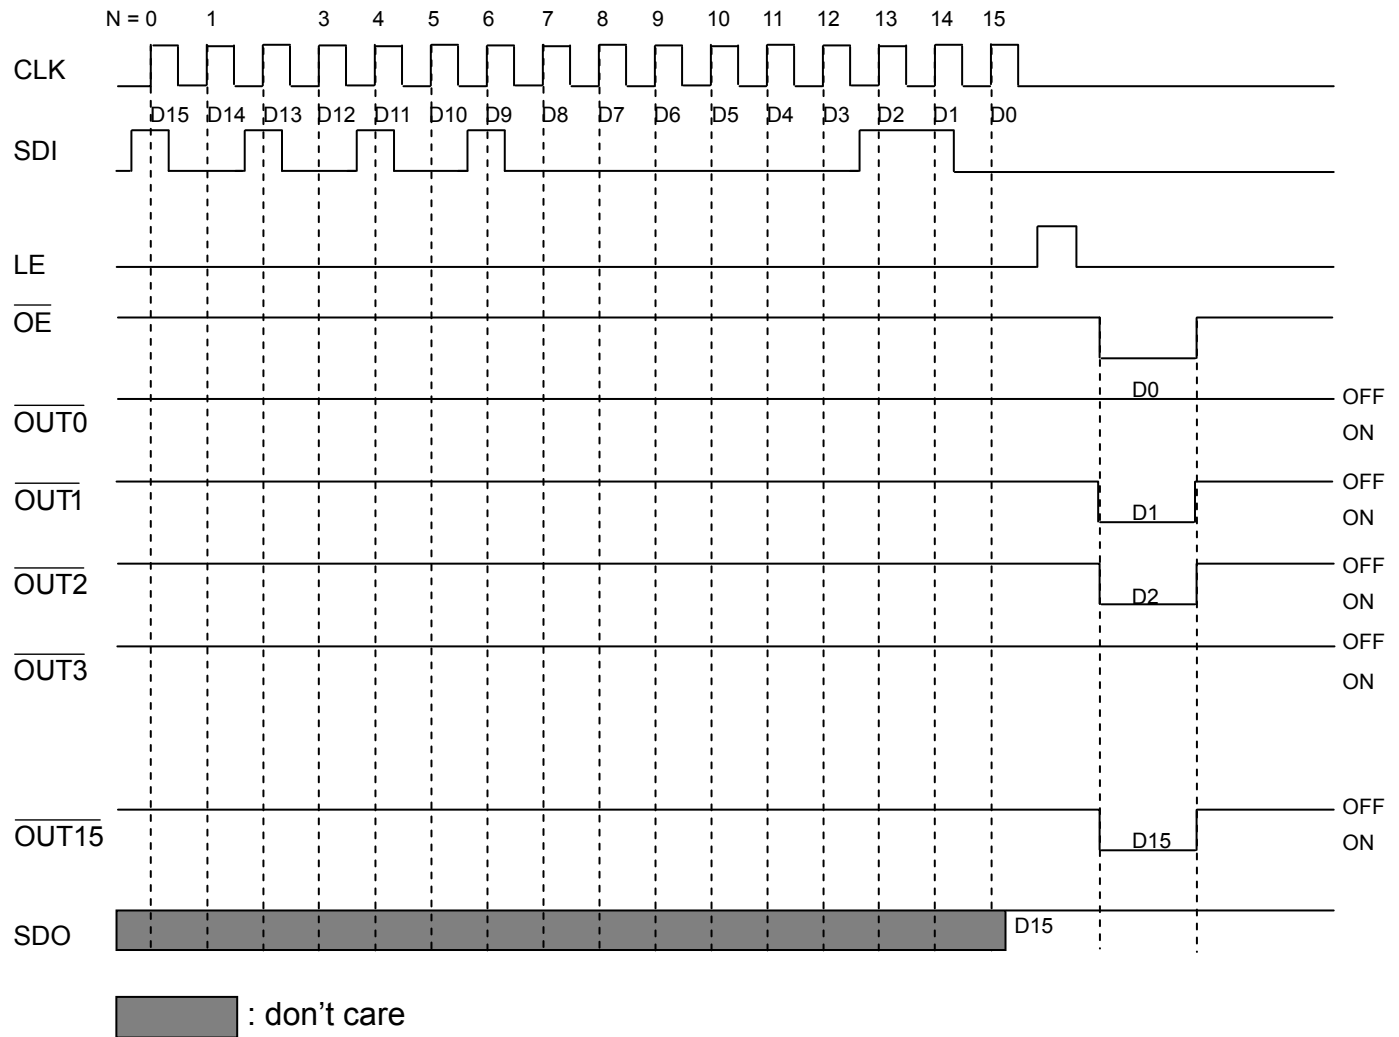 N = 0 1 3 4 5 6 7 8 9 10 11 12 13 14 15
CLK
D15 D14 D13 D12 D11 D10 D9 D8 D7 D6 D5 D4 D3 D2 D1 D0
SDI
LE
OE
D0
OFF
OUT0
ON
OFF
OUT1
D1
ON
OFF
OUT2
D2
ON
OFF
OUT3
ON
OFF
OUT15
D15
ON
SDO
D15
: don't care